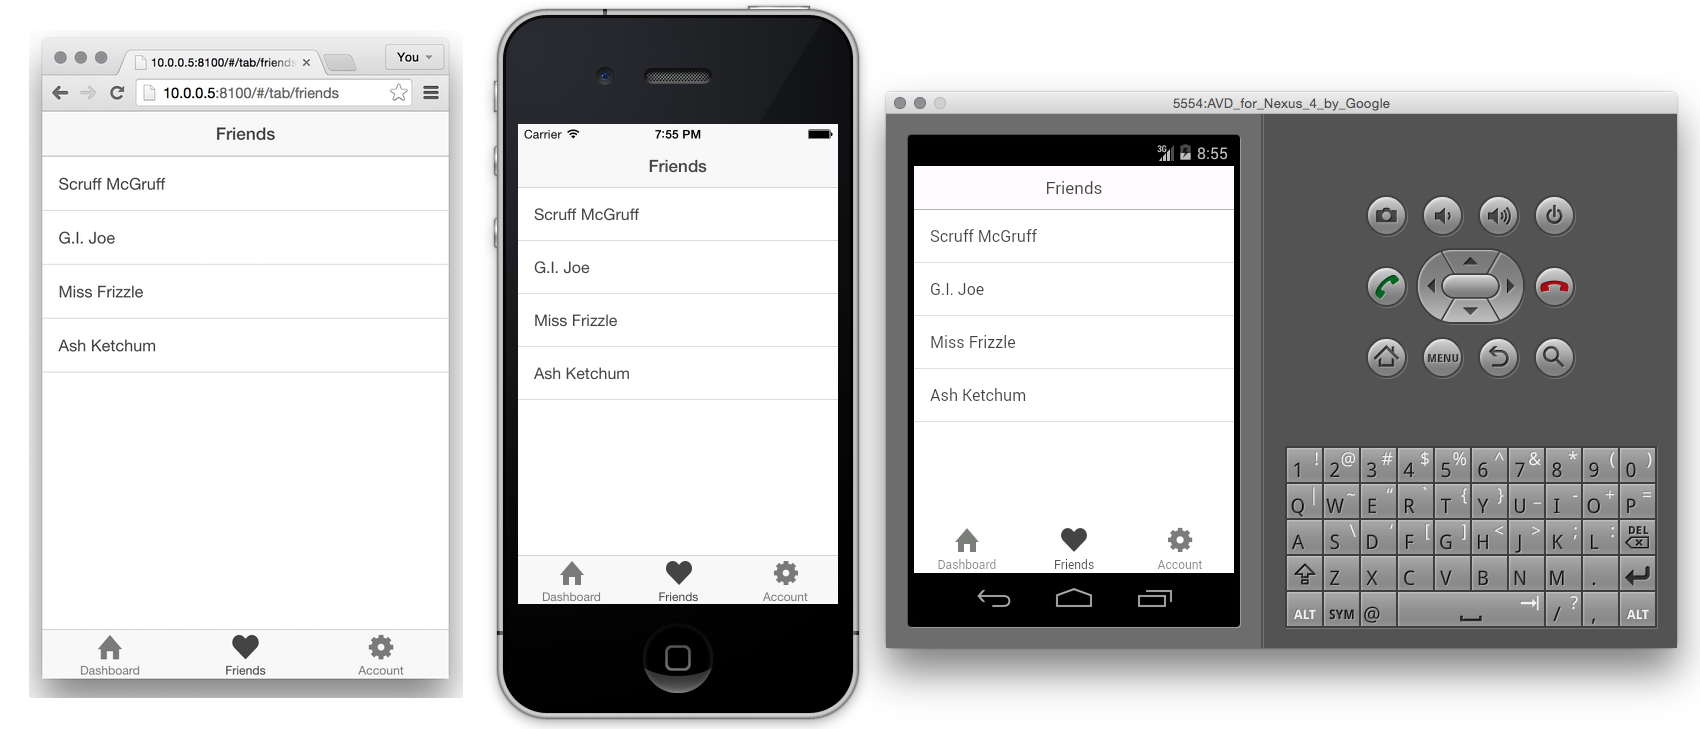 10.0.0.5:8100/#/tab/friends
You
10.0.0.5:8100/#/tab/friends
Friends
Scruff McGruff
G.I. Joe
Miss Frizzle
Ash Ketchum
Dashboard Friends Account
Carrier 7:55 PM
Friends
Scruff McGruff
G.I. Joe
Miss Frizzle
Ash Ketchum
Dashboard Friends Account
5554:AVD_for_Nexus_4_by_Google
3G 8:55
Friends
Scruff McGruff
G.I. Joe
Miss Frizzle
Ash Ketchum
Dashboard Friends Account
MENU
1 ! 2 @ 3 # 4 $ 5 % 6 ^ 7 & 8 * 9 ( 0 )
Q | W ~ E “ R ` T { Y } U _ I - O + P =
A S \ D ‘ F [ G ] H < J > K ; L : DEL
Z X C V B N M .
ALT SYM @ / ? , ALT